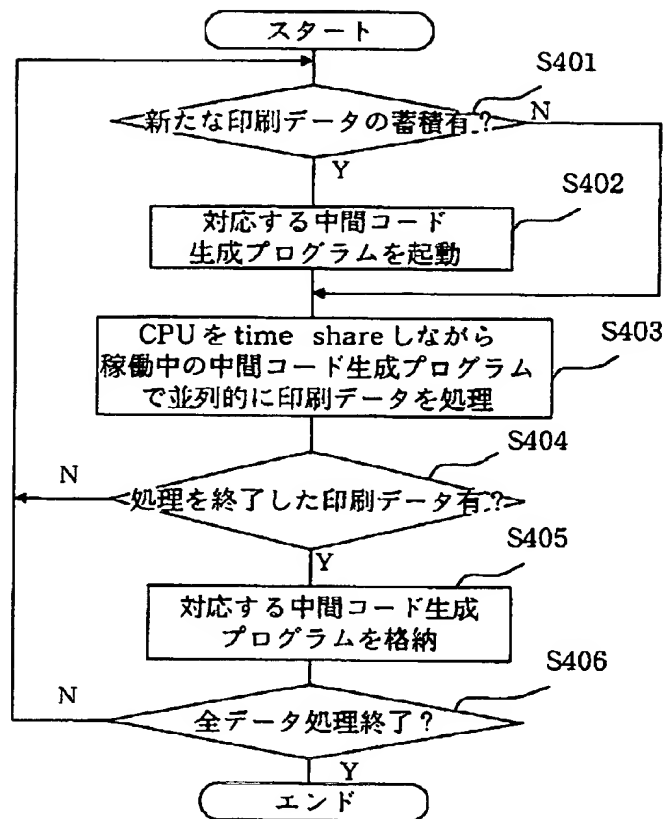 スタート
S401
新たな印刷データの蓄積有?
N
Y
S402
対応する中間コード
生成プログラムを起動
S403
CPUをtime shareしながら
稼働中の中間コード生成プログラム
で並列的に印刷データを処理
S404
N
処理を終了した印刷データ有?
Y
S405
対応する中間コード生成
プログラムを格納
S406
N
全データ処理終了?
Y
エンド